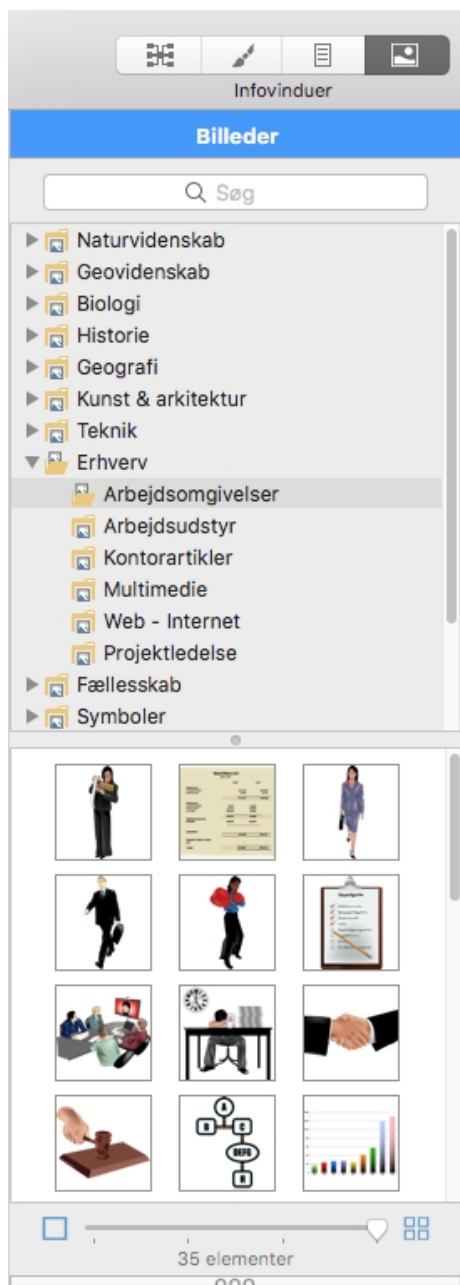 Infovinduer
Billeder
Søg
Naturvidenskab
Geovidenskab
Biologi
Historie
Geografi
Kunst & arkitektur
Teknik
Erhverv
Arbejdsomgivelser
Arbejdsudstyr
Kontorartikler
Multimedie
Web - Internet
Projektledelse
Fællesskab
Symboler
A
B C
DEFG
H
35 elementer